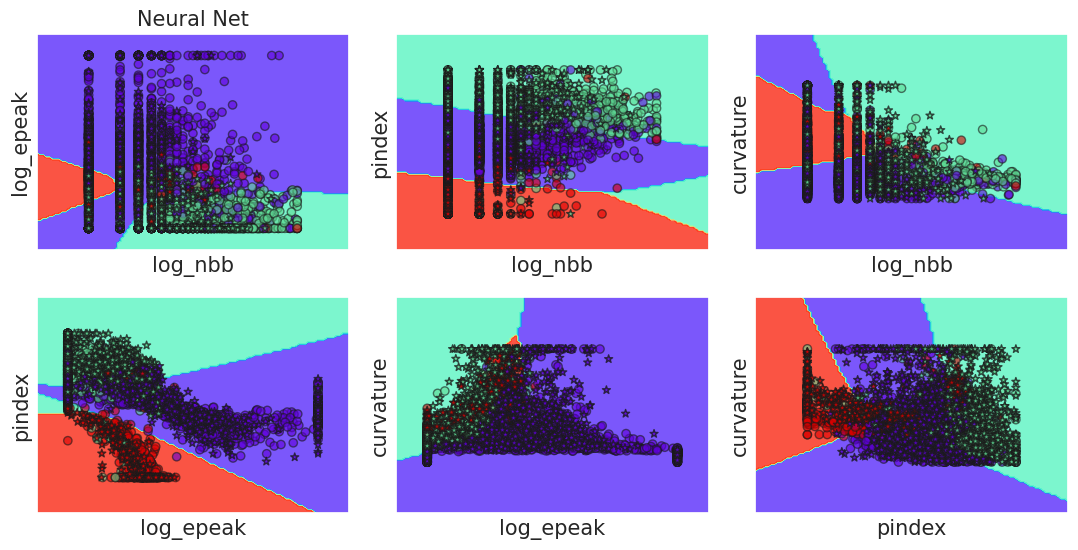 Neural Net
log_epeak
log_nbb
pindex
log_nbb
curvature
log_nbb
pindex
log_epeak
curvature
log_epeak
curvature
pindex